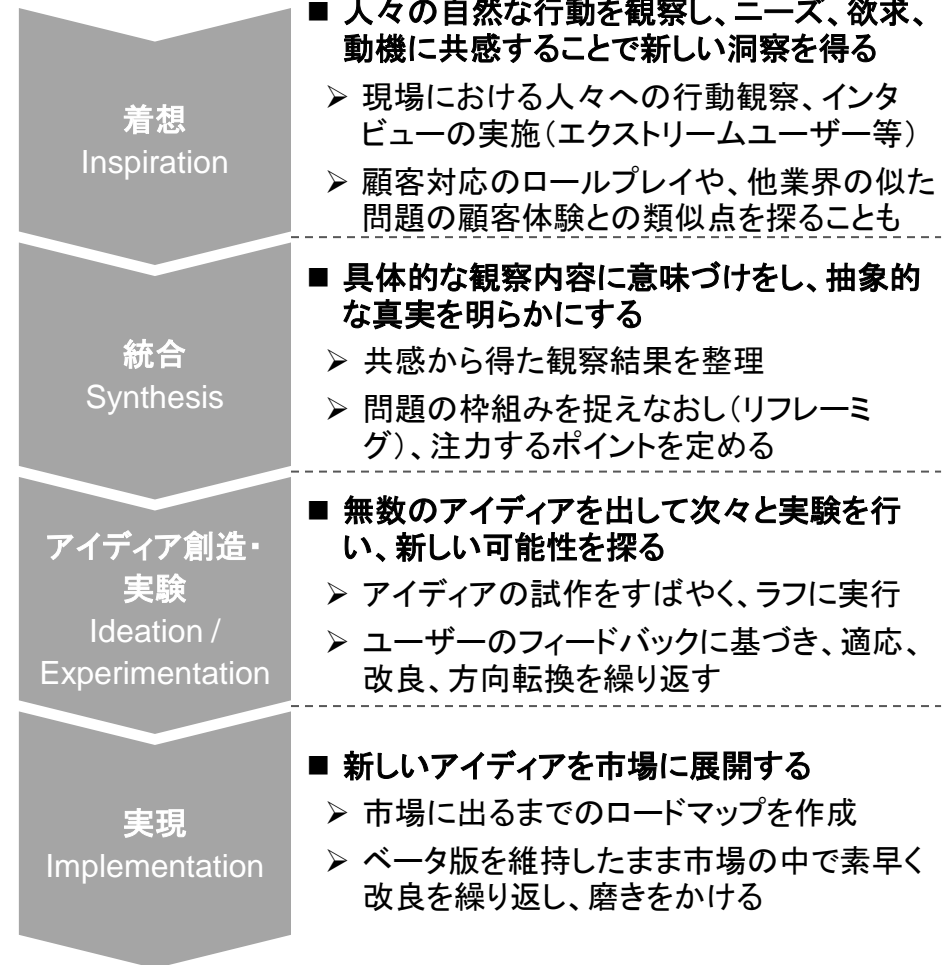 着想
Inspiration
■ 人々の自然な行動を観察し、ニーズ、欲求、
動機に共感することで新しい洞察を得る
➢ 現場における人々への行動観察、インタ
ビューの実施(エクストリームユーザー等)
➢ 顧客対応のロールプレイや、他業界の似た
問題の顧客体験との類似点を探ることも
統合
Synthesis
■ 具体的な観察内容に意味づけをし、抽象的
な真実を明らかにする
➢ 共感から得た観察結果を整理
➢ 問題の枠組みを捉えなおし(リフレーミ
グ)、注力するポイントを定める
アイディア創造・
実験
Ideation /
Experimentation
■ 無数のアイディアを出して次々と実験を行
い、新しい可能性を探る
➢ アイディアの試作をすばやく、ラフに実行
➢ ユーザーのフィードバックに基づき、適応、
改良、方向転換を繰り返す
実現
Implementation
■ 新しいアイディアを市場に展開する
➢ 市場に出るまでのロードマップを作成
➢ ベータ版を維持したまま市場の中で素早く
改良を繰り返し、磨きをかける